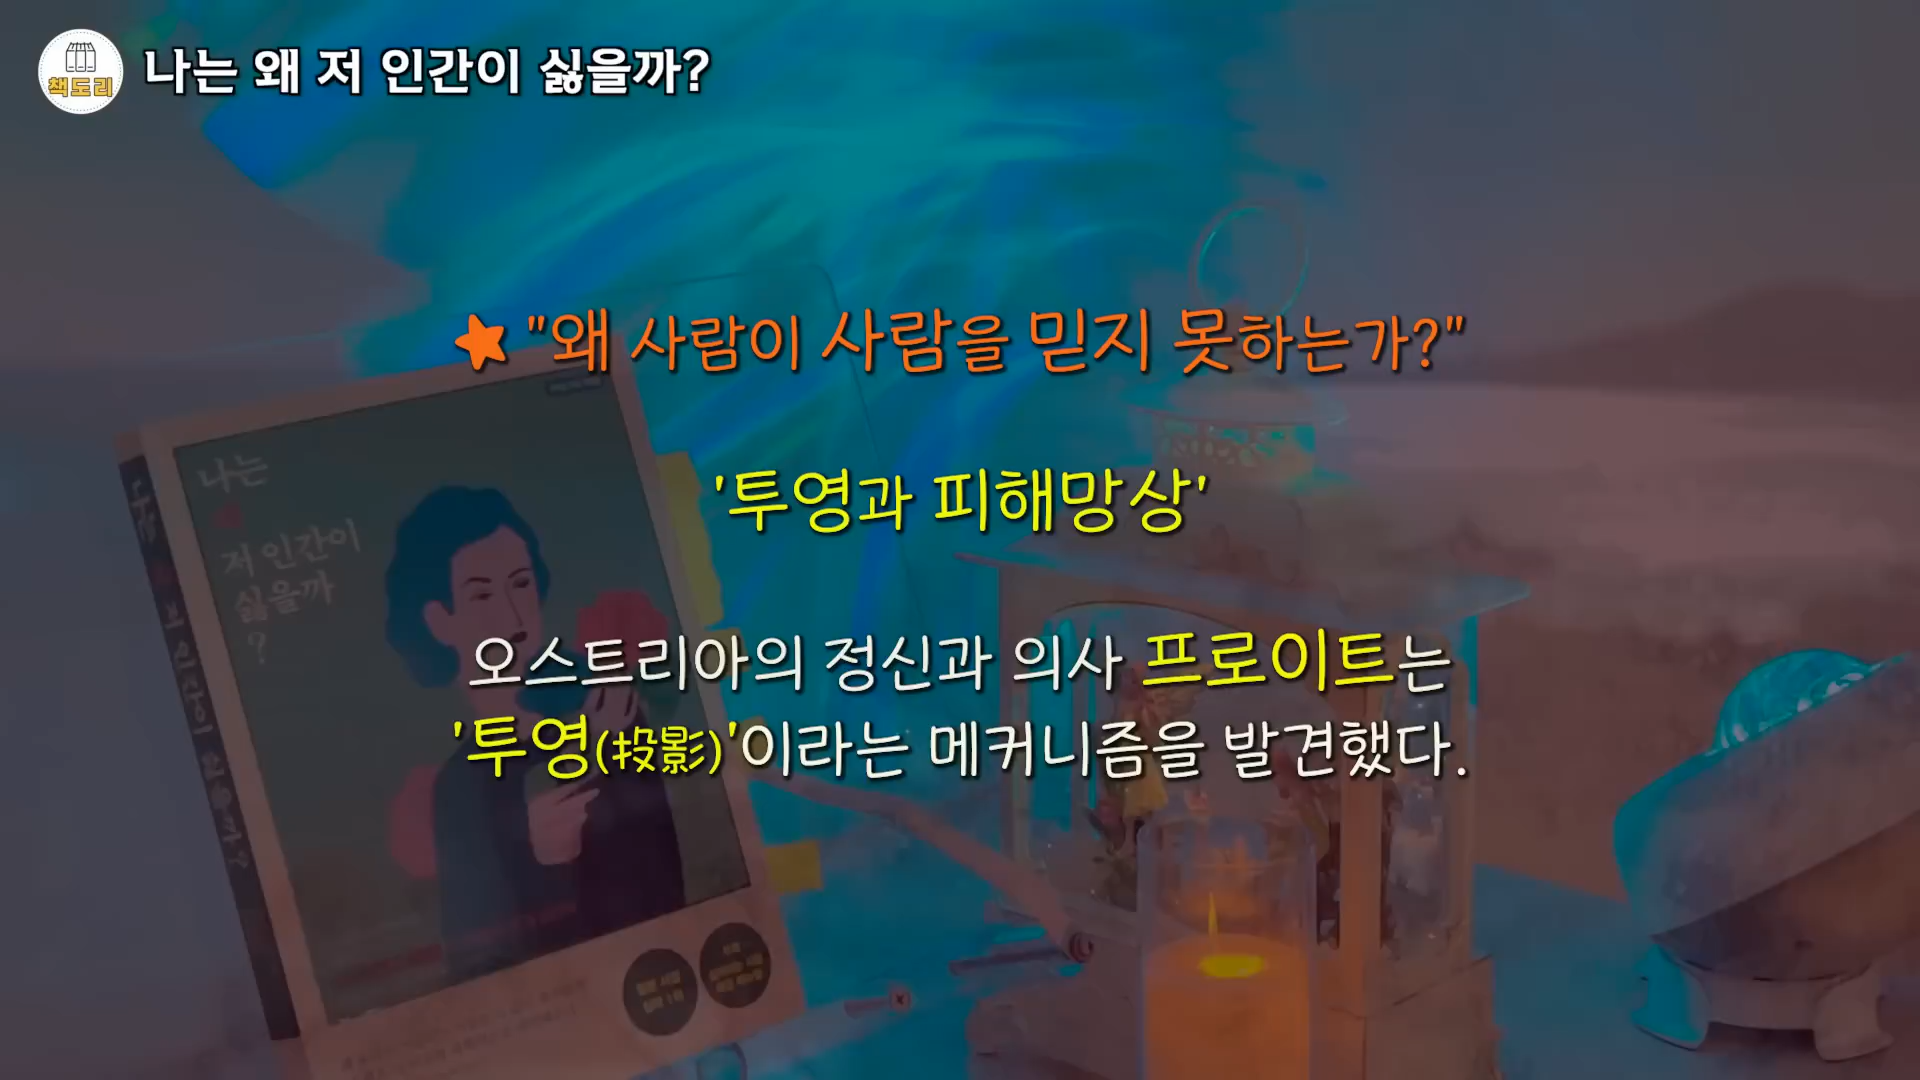 책도리
나는 왜 저 인간이 싫을까?
"왜 사람이 사람을 믿지 못하는가?"
'투영과 피해망상'
오스트리아의 정신과 의사 프로이트는
'투영(投影)'이라는 메커니즘을 발견했다.
나는
저 인간이
싫을까
?